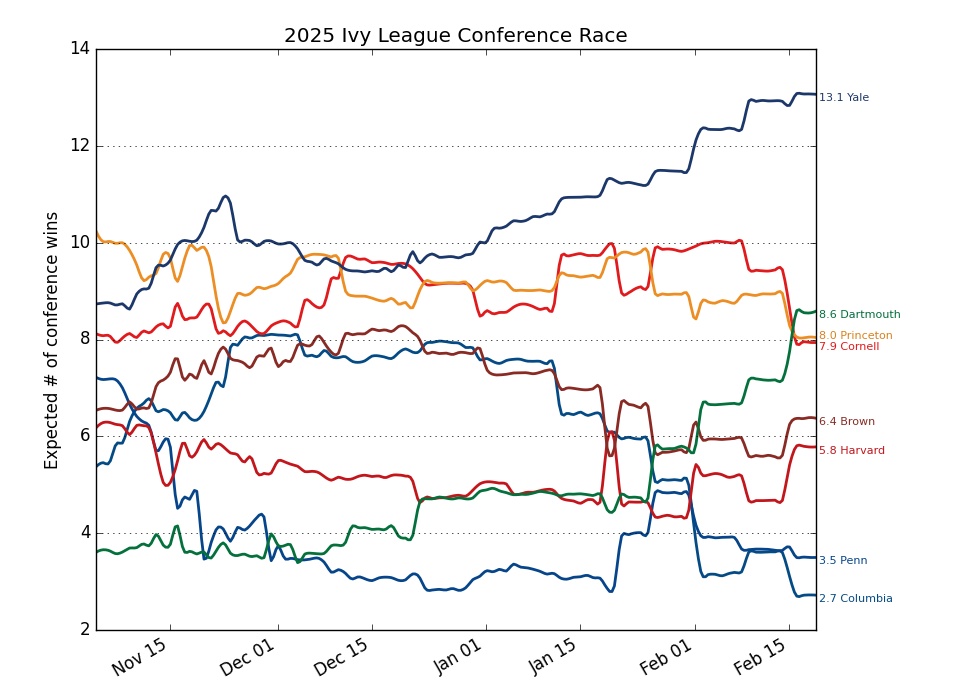 2025 Ivy League Conference Race
14
12
10
8
6
4
2
Expected # of conference wins
13.1 Yale
8.6 Dartmouth
8.0 Princeton
7.9 Cornell
6.4 Brown
5.8 Harvard
3.5 Penn
2.7 Columbia
Nov 15
Dec 01
Dec 15
Jan 01
Jan 15
Feb 01
Feb 15